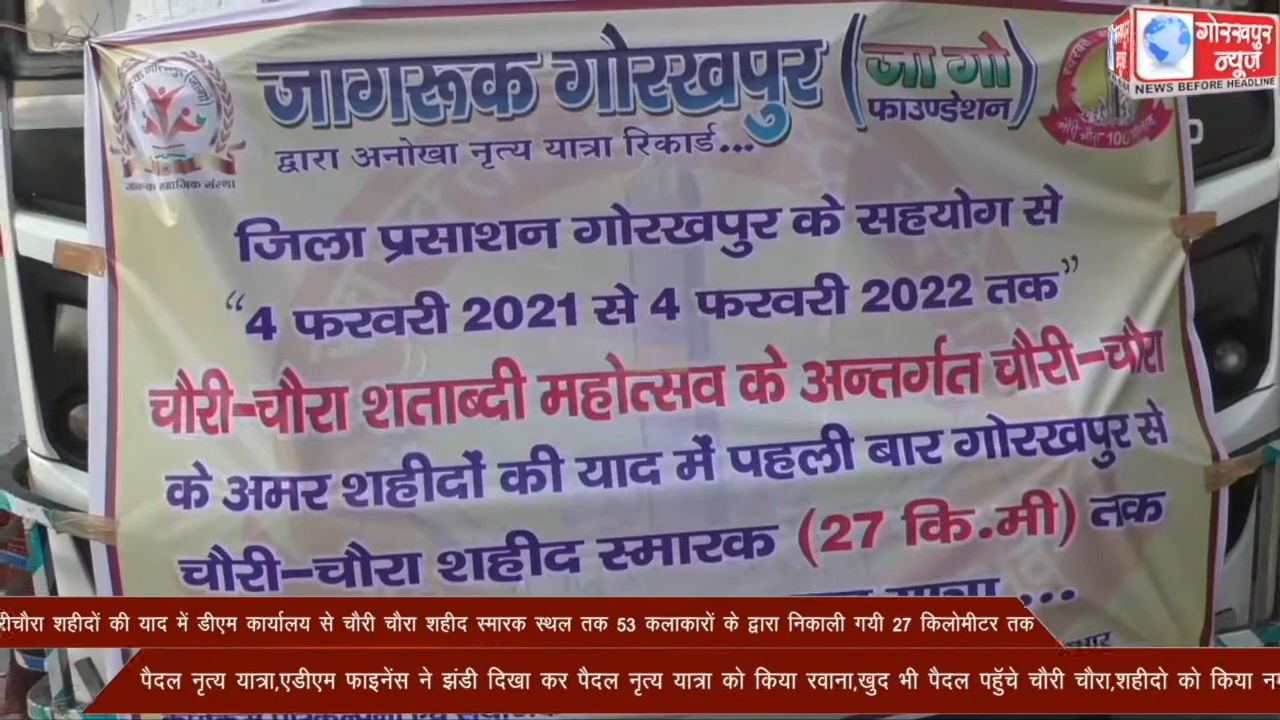 जागरूक गोरखपुर (जा गो फाउण्डेशन)
द्वारा अनोखा नृत्य यात्रा रिकार्ड...
जिला प्रसाशन गोरखपुर के सहयोग से
“4 फरवरी 2021 से 4 फरवरी 2022 तक”
चौरी-चौरा शताब्दी महोत्सव के अन्तर्गत चौरी-चौरा
के अमर शहीदों की याद में पहली बार गोरखपुर से
चौरी-चौरा शहीद स्मारक (27 कि.मी) तक
यात्रा ...
गोरखपुर
न्यूज
NEWS BEFORE HEADLINE
रीचौरा शहीदों की याद में डीएम कार्यालय से चौरी चौरा शहीद स्मारक स्थल तक 53 कलाकारों के द्वारा निकाली गयी 27 किलोमीटर तक
पैदल नृत्य यात्रा,एडीएम फाइनेंस ने झंडी दिखा कर पैदल नृत्य यात्रा को किया रवाना,खुद भी पैदल पहुँचे चौरी चौरा,शहीदो को किया